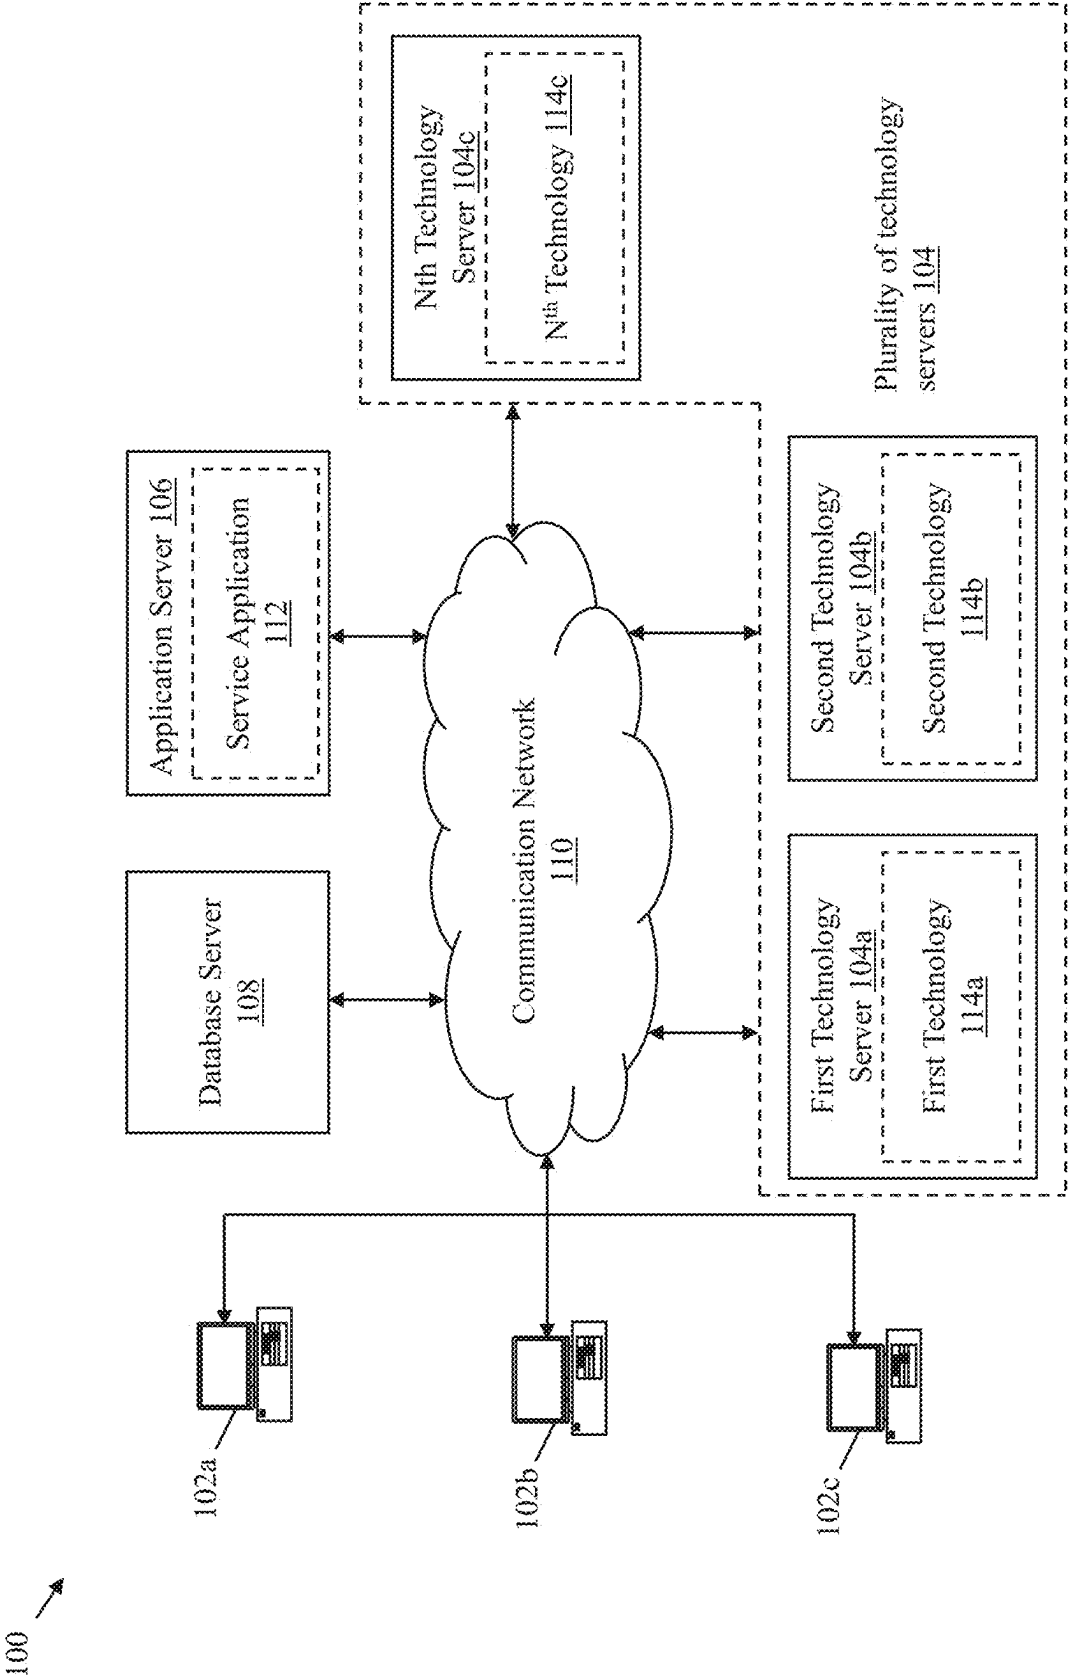 100
102a
102b
102c
Database Server
108
Application Server 106
Service Application
112
Communication Network
110
Nth Technology
Server 104c
Nth Technology 114c
First Technology
Server 104a
First Technology
114a
Second Technology
Server 104b
Second Technology
114b
Plurality of technology
servers 104